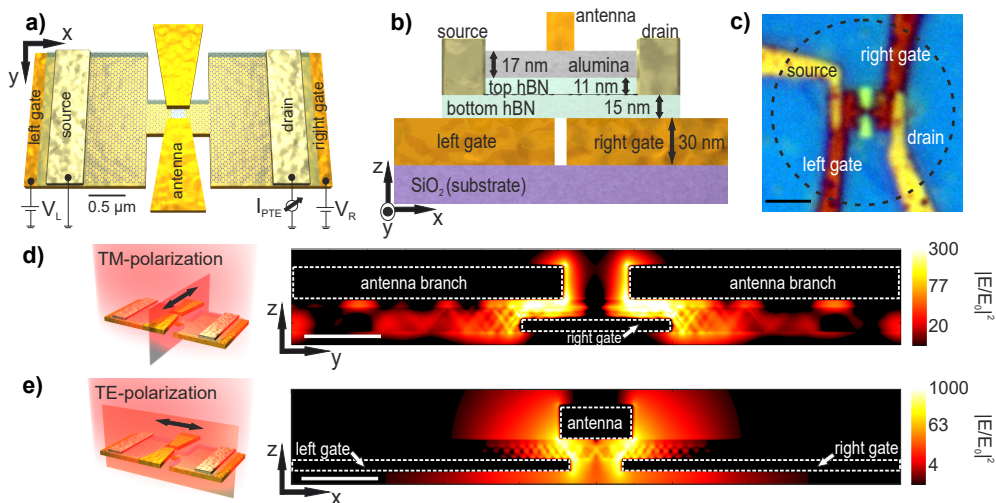 a)
x
y
left gate
source
antenna
drain
right gate
V_L
0.5 µm
I_PTE
V_R
b)
antenna
source
drain
17 nm
alumina
top hBN
11 nm
bottom hBN
15 nm
left gate
right gate
30 nm
SiO₂ (substrate)
z
y
x
c)
right gate
source
drain
left gate
d)
TM-polarization
z
y
antenna branch
antenna branch
right gate
300
77
20
|E/E₀|²
e)
TE-polarization
z
x
left gate
antenna
right gate
1000
63
4
|E/E₀|²